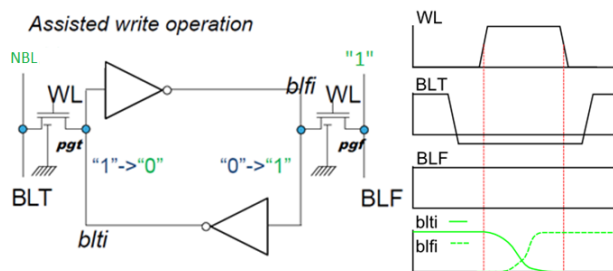 Assisted write operation
NBL
"1"
WL
blfi
WL
pgt
pgf
“1”->“0”
“0”->“1”
BLT
BLF
blti
WL
BLT
BLF
blti
blfi